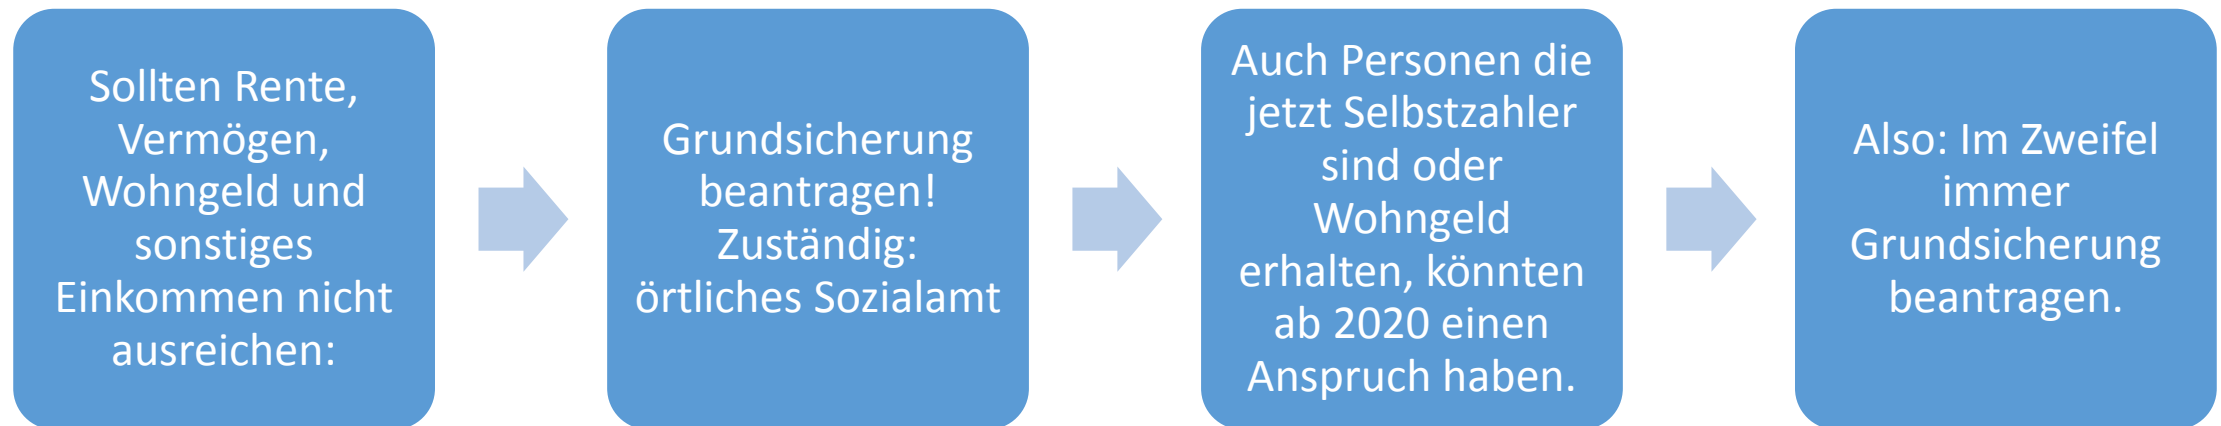 Sollten Rente,
Vermögen,
Wohngeld und
sonstiges
Einkommen nicht
ausreichen:
Grundsicherung
beantragen!
Zuständig:
örtliches Sozialamt
Auch Personen die
jetzt Selbstzahler
sind oder
Wohngeld
erhalten, könnten
ab 2020 einen
Anspruch haben.
Also: Im Zweifel
immer
Grundsicherung
beantragen.